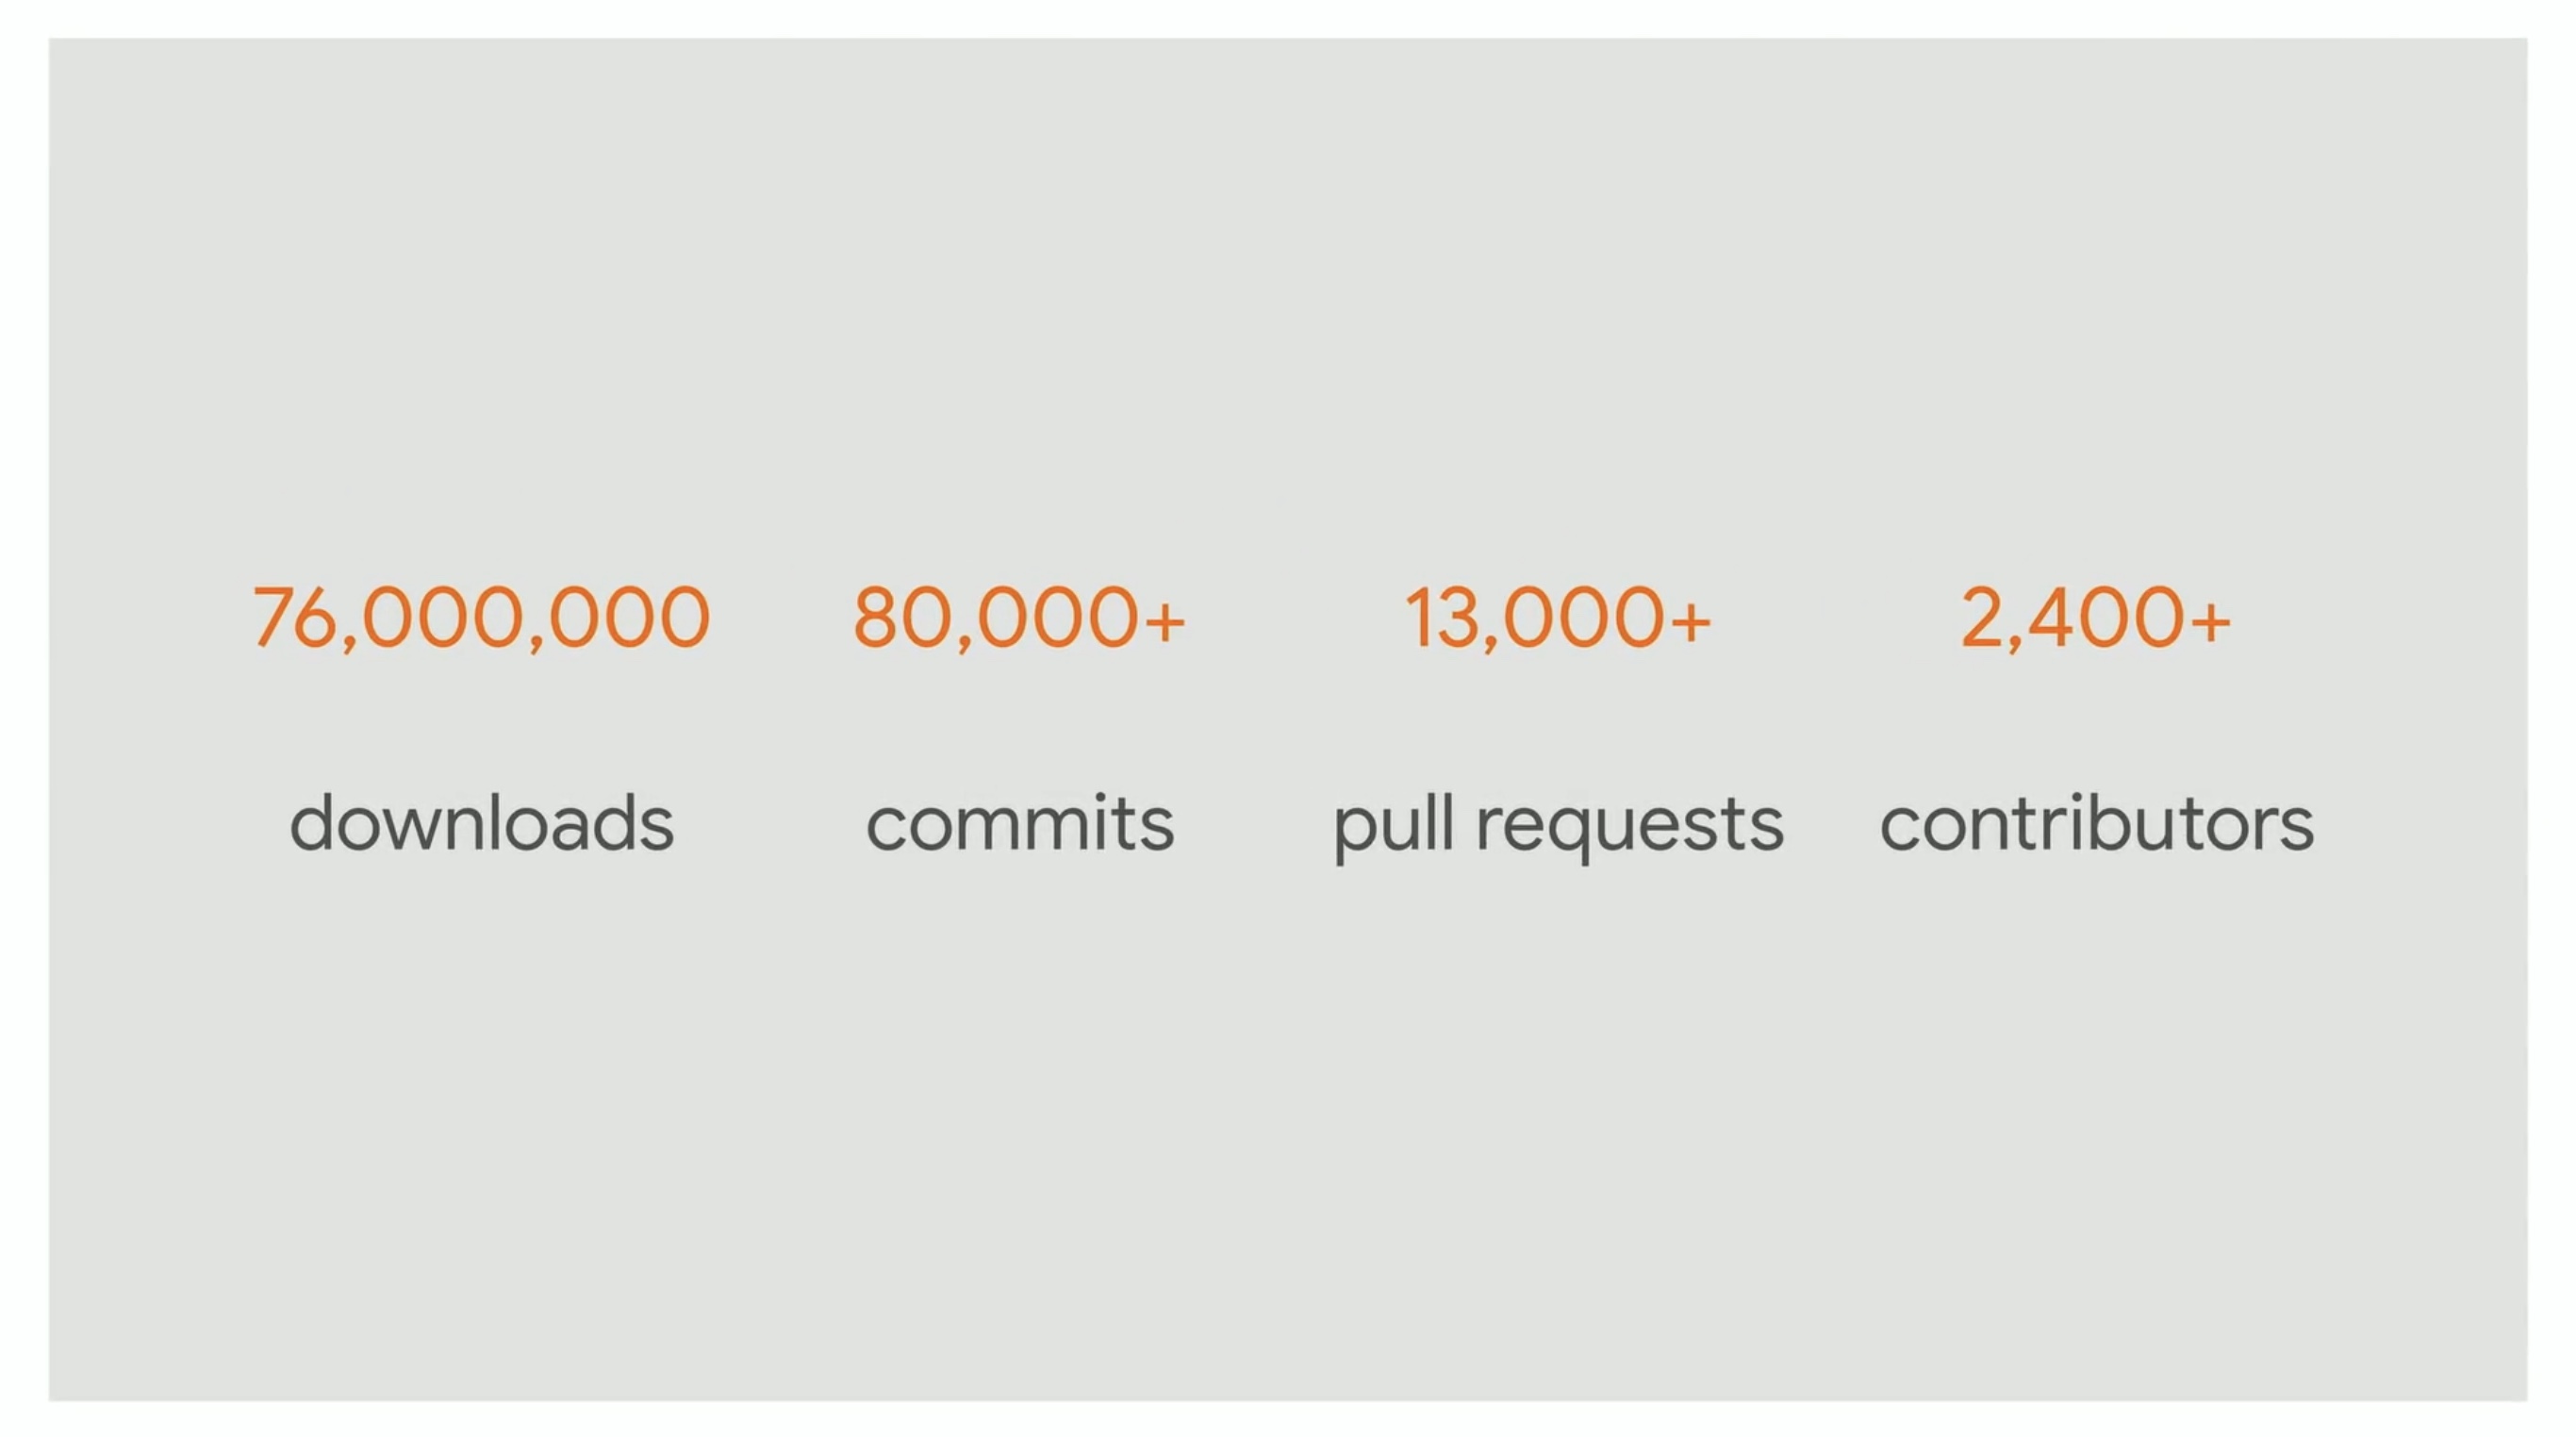 76,000,000 80,000+ 13,000+ 2,400+
downloads commits pull requests contributors